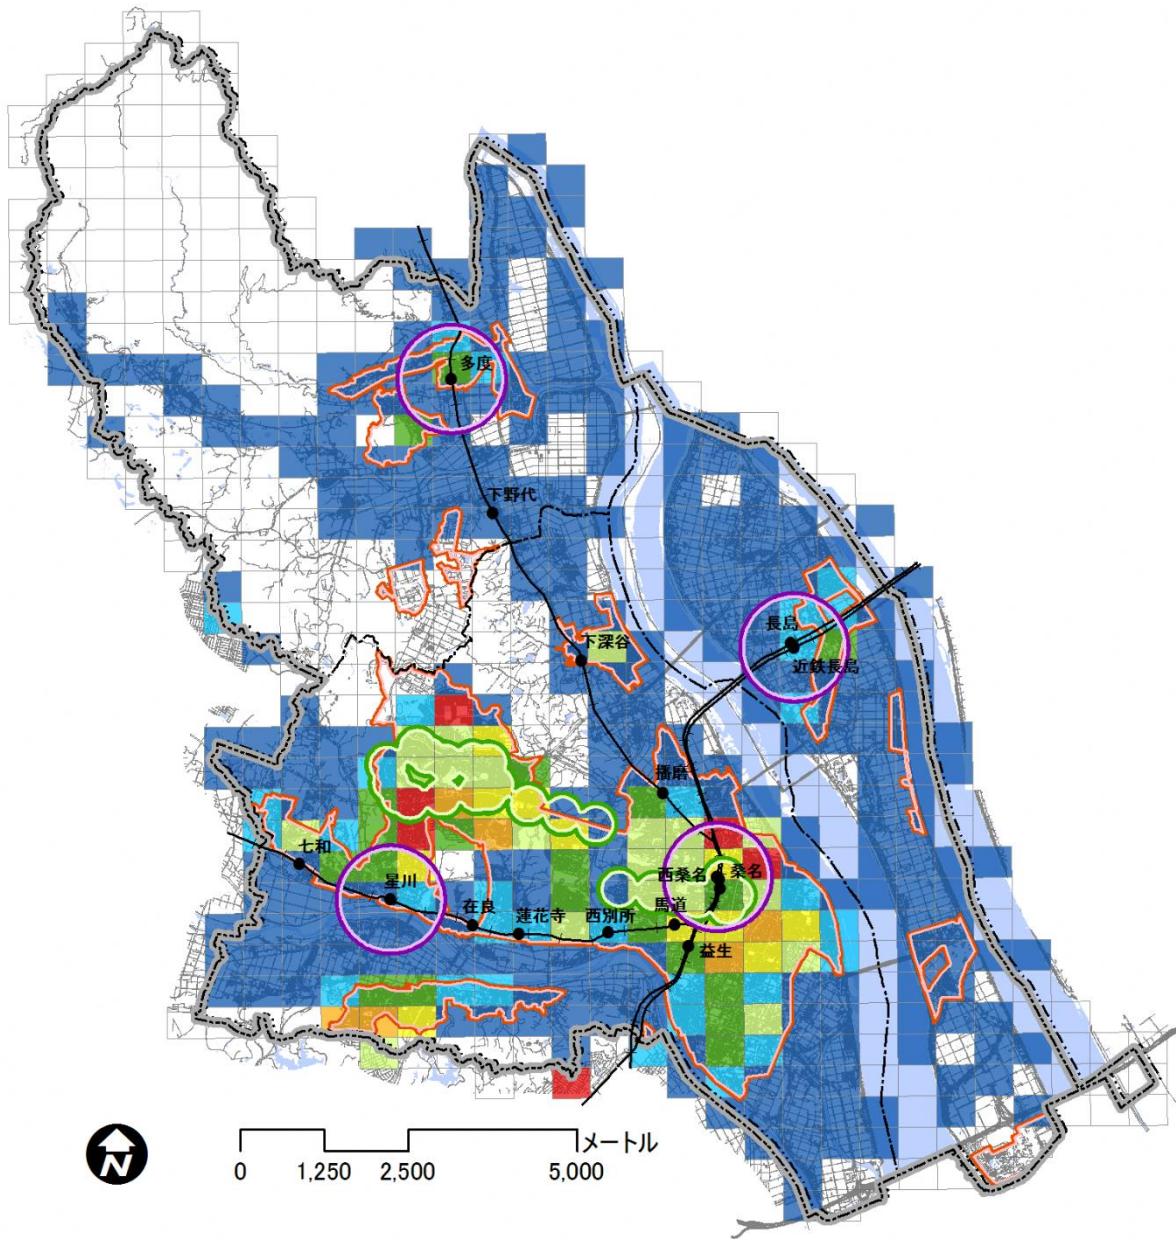 多度
下野代
下深谷
長島
近鉄長島
播磨
七和
星川
西桑名
桑名
在良
蓮花寺
西別所
馬道
益生
N
メートル
0 1,250 2,500 5,000